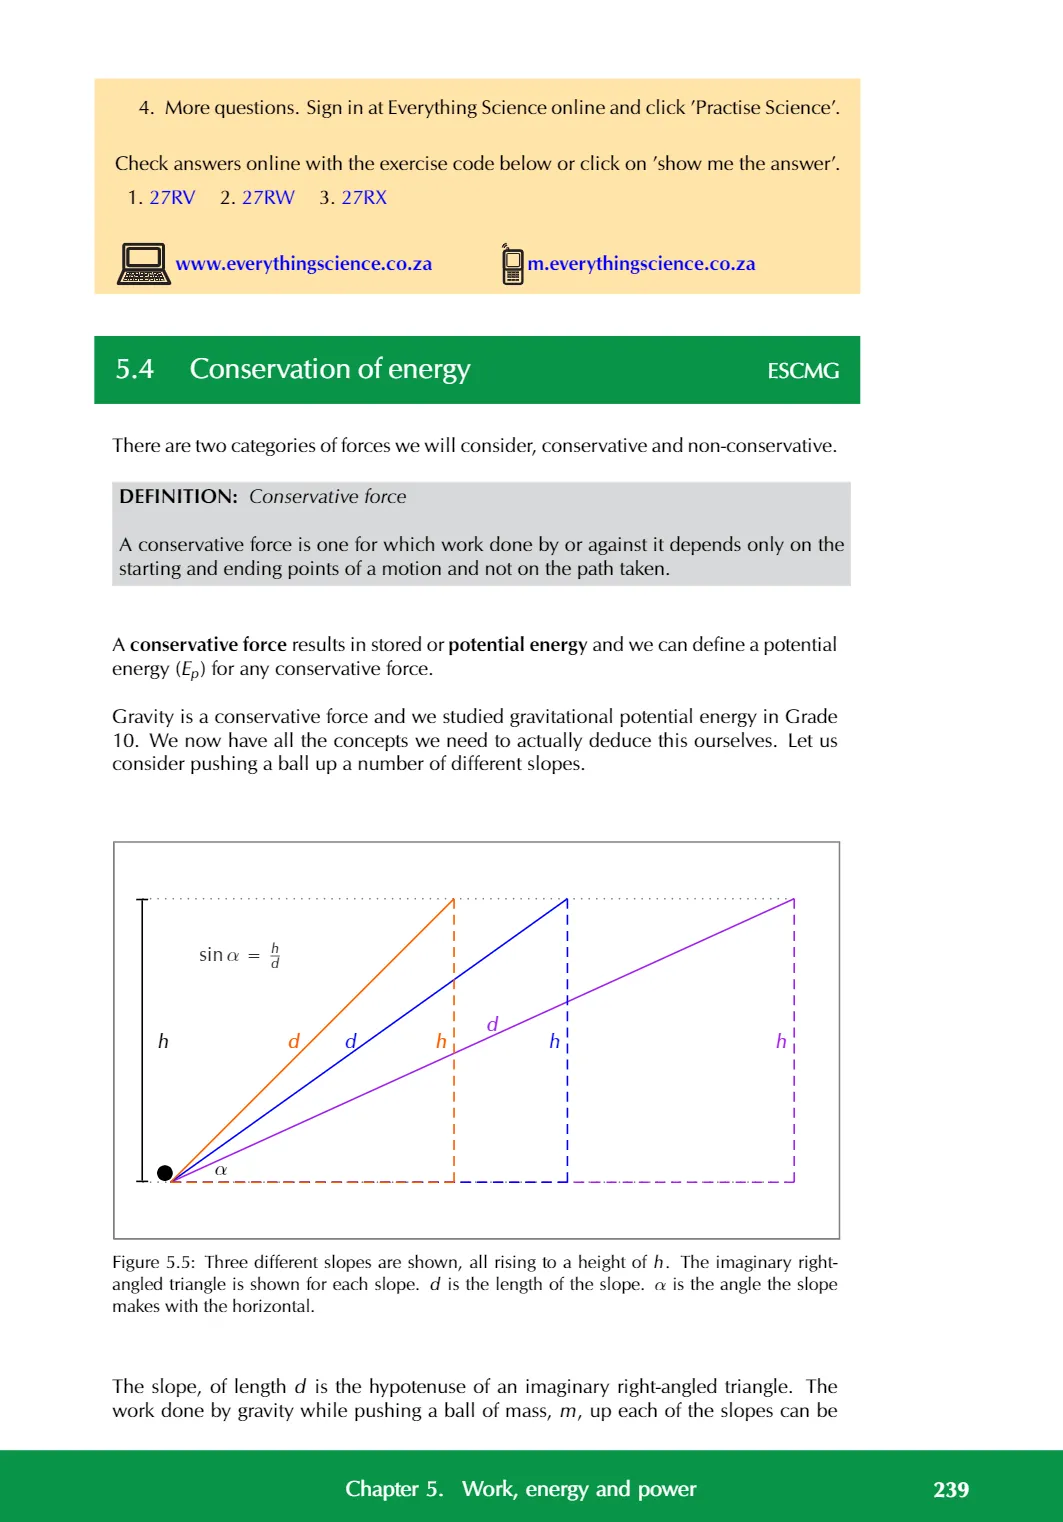 4. More questions. Sign in at Everything Science online and click ’Practise Science’.
Check answers online with the exercise code below or click on ’show me the answer’.
1. 27RV 2. 27RW 3. 27RX
www.everythingscience.co.za m.everythingscience.co.za
5.4 Conservation of energy ESCMG
There are two categories of forces we will consider, conservative and non-conservative.
DEFINITION: Conservative force
A conservative force is one for which work done by or against it depends only on the
starting and ending points of a motion and not on the path taken.
A conservative force results in stored or potential energy and we can define a potential
energy (Eₚ) for any conservative force.
Gravity is a conservative force and we studied gravitational potential energy in Grade
10. We now have all the concepts we need to actually deduce this ourselves. Let us
consider pushing a ball up a number of different slopes.
sin α = h/d
h d d h d h h
α
Figure 5.5: Three different slopes are shown, all rising to a height of h. The imaginary right-
angled triangle is shown for each slope. d is the length of the slope. α is the angle the slope
makes with the horizontal.
The slope, of length d is the hypotenuse of an imaginary right-angled triangle. The
work done by gravity while pushing a ball of mass, m, up each of the slopes can be
Chapter 5. Work, energy and power 239